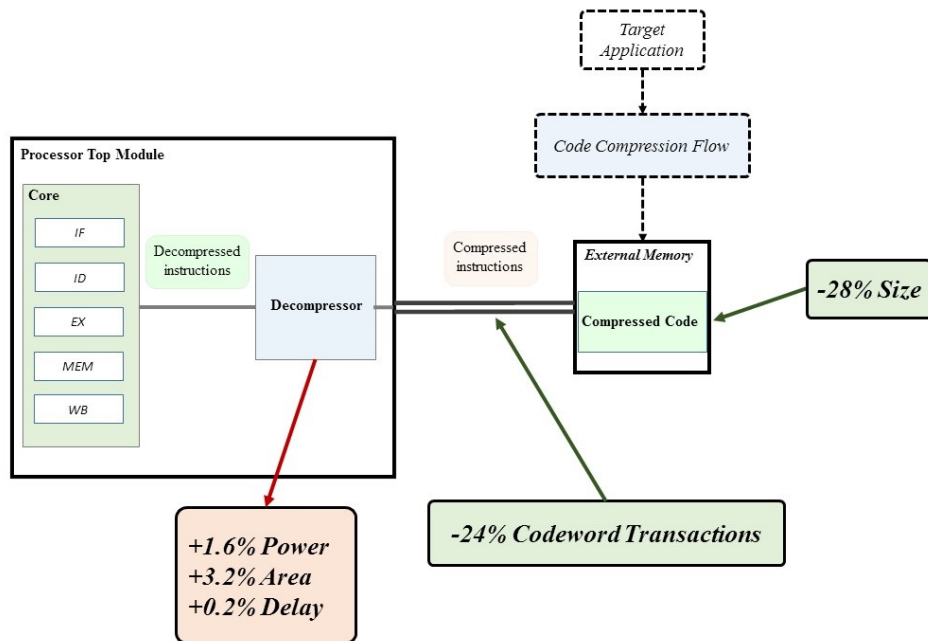 Target
Application
Code Compression Flow
Processor Top Module
Core
IF
ID
EX
MEM
WB
Decompressed
instructions
Decompressor
Compressed
instructions
External Memory
Compressed Code
-28% Size
-24% Codeword Transactions
+1.6% Power
+3.2% Area
+0.2% Delay